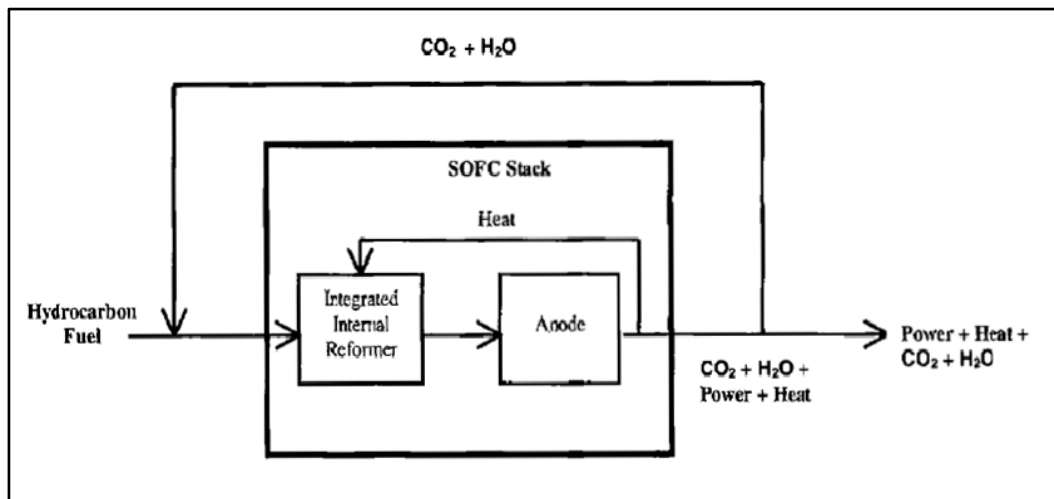 CO₂ + H₂O
SOFC Stack
Heat
Integrated
Internal
Reformer
Anode
Hydrocarbon
Fuel
Power + Heat +
CO₂ + H₂O
CO₂ + H₂O +
Power + Heat